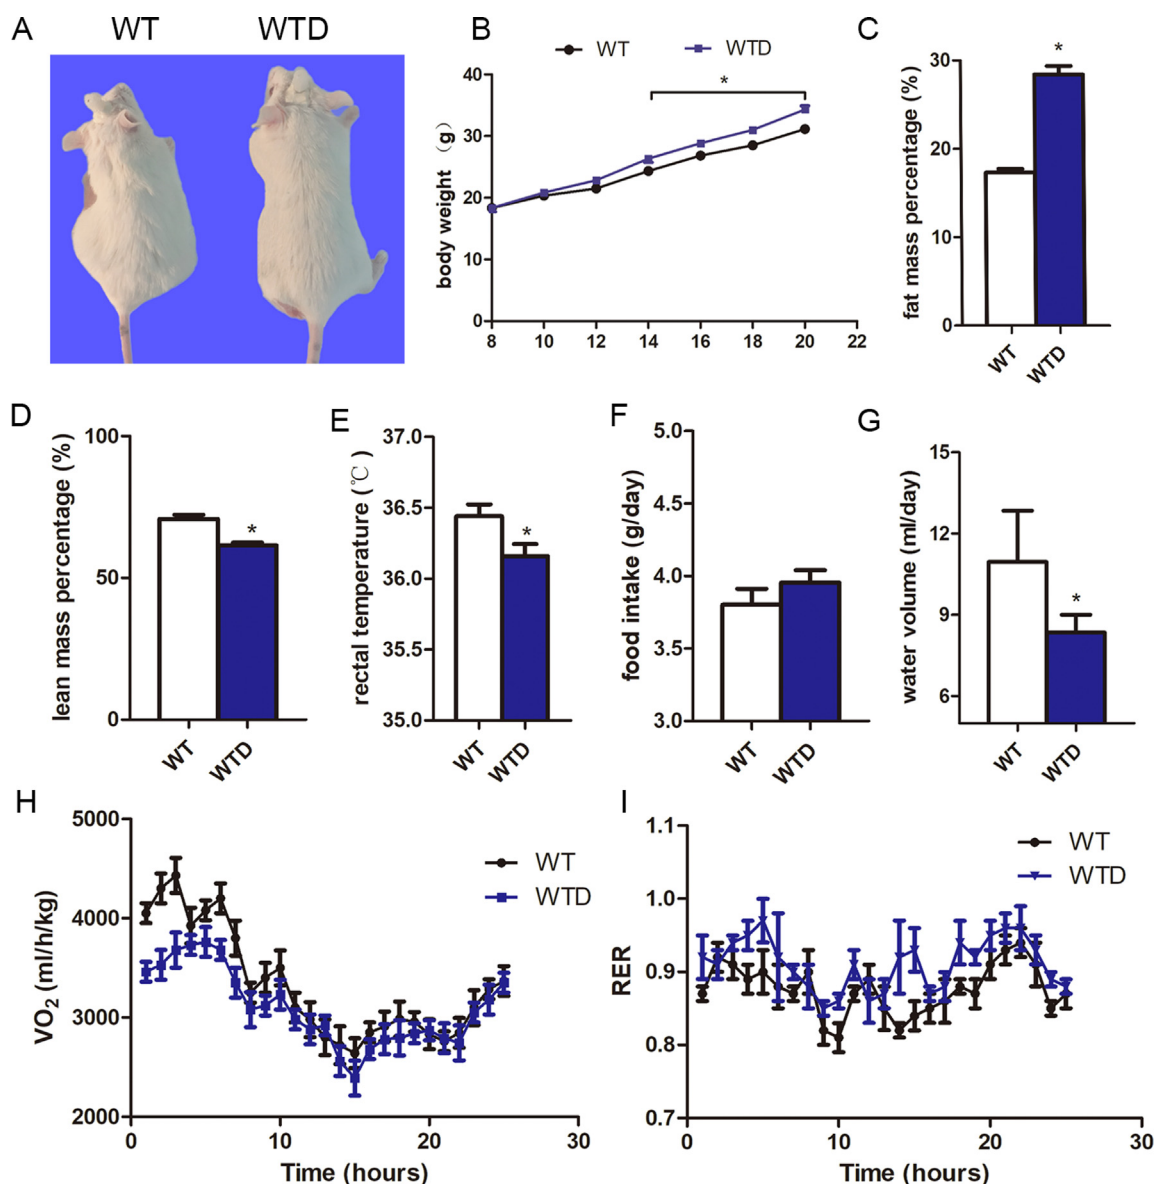 A WT WTD
B WT WTD
body weight （g）
40
30
20
10
0
8 10 12 14 16 18 20 22
*
C
fat mass percentage (%)
30
20
10
0
*
WT WTD
D
lean mass percentage (%)
100
50
0
*
WT WTD
E
rectal temperature (℃)
37.0
36.5
36.0
35.5
35.0
*
WT WTD
F
food intake (g/day)
5.0
4.5
4.0
3.5
3.0
WT WTD
G
water volume (ml/day)
15
12
9
6
*
WT WTD
H
VO2 (ml/h/kg)
5000
4000
3000
2000
0 10 20 30
Time (hours)
WT
WTD
I
RER
1.1
1.0
0.9
0.8
0.7
0 10 20 30
Time (hours)
WT
WTD